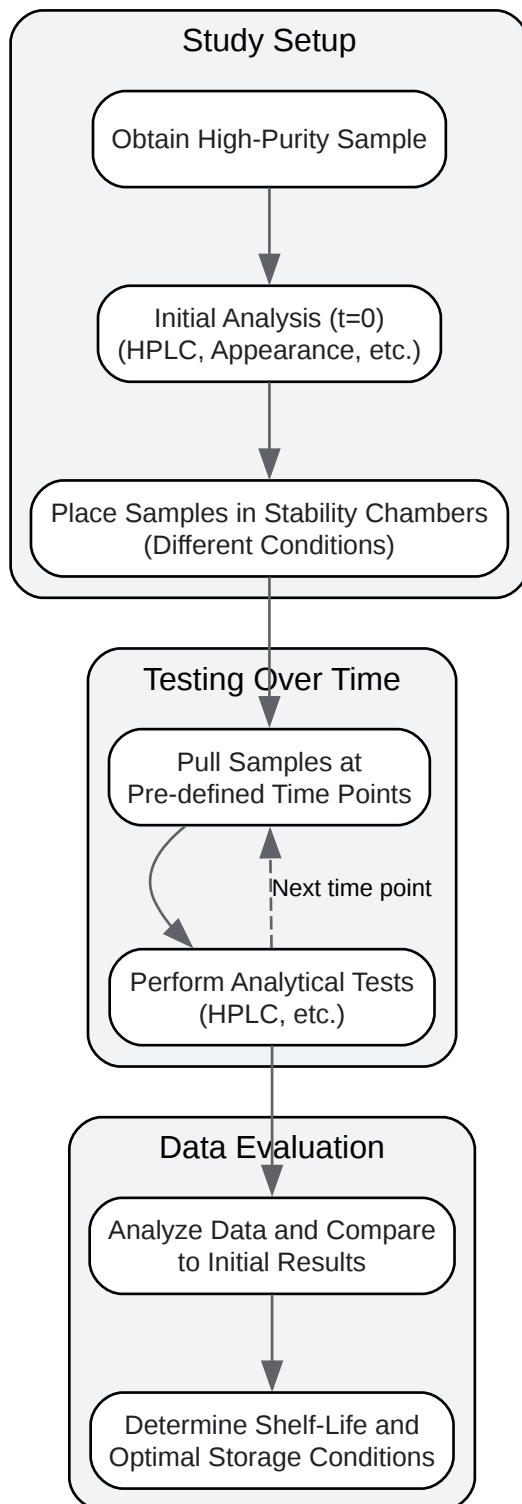 Study Setup
Obtain High-Purity Sample
Initial Analysis (t=0)
(HPLC, Appearance, etc.)
Place Samples in Stability Chambers
(Different Conditions)
Testing Over Time
Pull Samples at
Pre-defined Time Points
Next time point
Perform Analytical Tests
(HPLC, etc.)
Data Evaluation
Analyze Data and Compare
to Initial Results
Determine Shelf-Life and
Optimal Storage Conditions